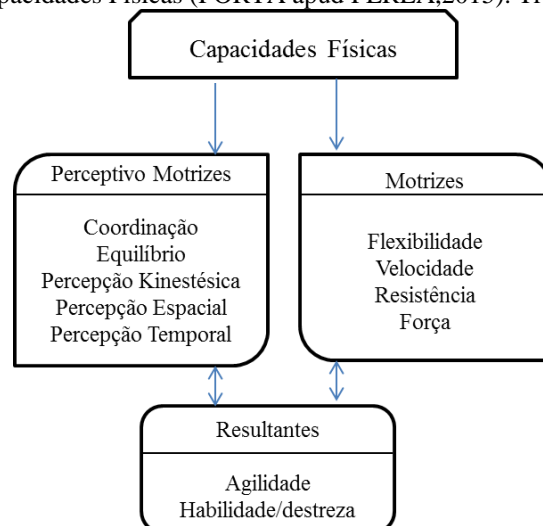 Capacidades Físicas
Perceptivo Motrizes
Coordinação
Equilíbrio
Percepção Kinestésica
Percepção Espacial
Percepção Temporal
Motrizes
Flexibilidade
Velocidade
Resistência
Força
Resultantes
Agilidade
Habilidade/destreza